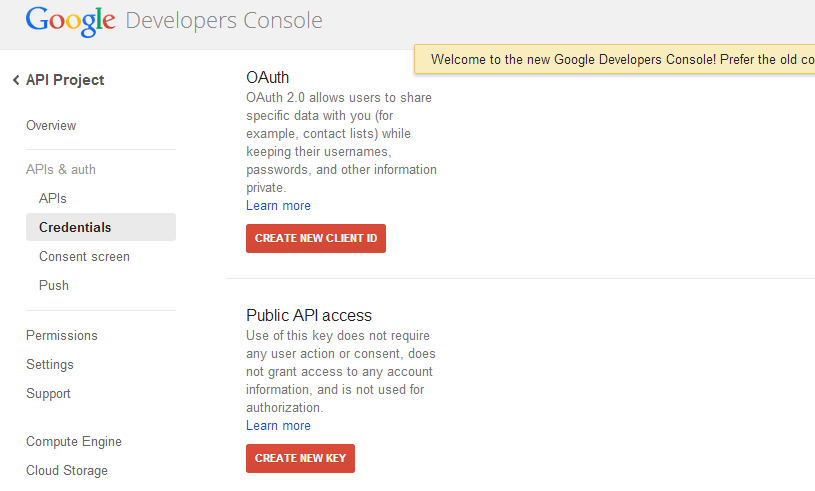 Google Developers Console
Welcome to the new Google Developers Console! Prefer the old co
API Project
Overview
APIs & auth
APIs
Credentials
Consent screen
Push
Permissions
Settings
Support
Compute Engine
Cloud Storage
OAuth
OAuth 2.0 allows users to share
specific data with you (for
example, contact lists) while
keeping their usernames,
passwords, and other information
private.
Learn more
CREATE NEW CLIENT ID
Public API access
Use of this key does not require
any user action or consent, does
not grant access to any account
information, and is not used for
authorization.
Learn more
CREATE NEW KEY